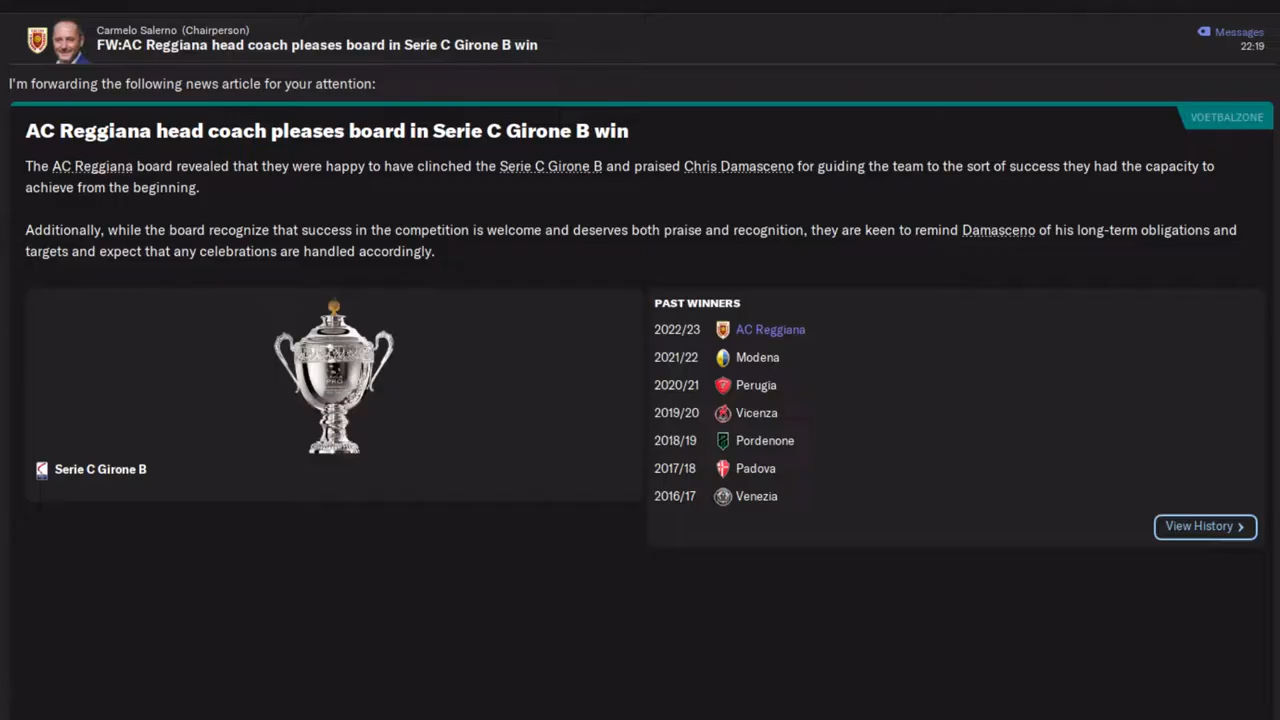 Carmelo Salerno (Chairperson)
FW:AC Reggiana head coach pleases board in Serie C Girone B win
Messages
22:19
I'm forwarding the following news article for your attention:
VOETBALZONE
AC Reggiana head coach pleases board in Serie C Girone B win
The AC Reggiana board revealed that they were happy to have clinched the Serie C Girone B and praised Chris Damasceno for guiding the team to the sort of success they had the capacity to
achieve from the beginning.
Additionally, while the board recognize that success in the competition is welcome and deserves both praise and recognition, they are keen to remind Damasceno of his long-term obligations and
targets and expect that any celebrations are handled accordingly.
Serie C Girone B
PAST WINNERS
2022/23 AC Reggiana
2021/22 Modena
2020/21 Perugia
2019/20 Vicenza
2018/19 Pordenone
2017/18 Padova
2016/17 Venezia
View History